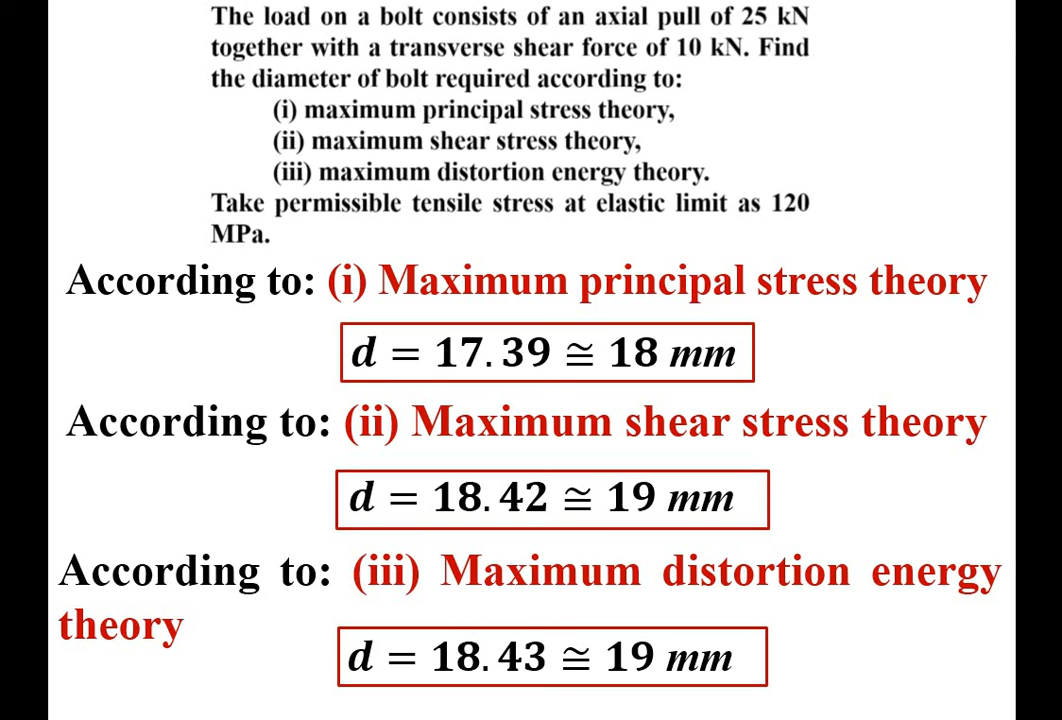 The load on a bolt consists of an axial pull of 25 kN
together with a transverse shear force of 10 kN. Find
the diameter of bolt required according to:
(i) maximum principal stress theory,
(ii) maximum shear stress theory,
(iii) maximum distortion energy theory.
Take permissible tensile stress at elastic limit as 120
MPa.
According to: (i) Maximum principal stress theory
d = 17.39 ≅ 18 mm
According to: (ii) Maximum shear stress theory
d = 18.42 ≅ 19 mm
According to: (iii) Maximum distortion energy
theory
d = 18.43 ≅ 19 mm